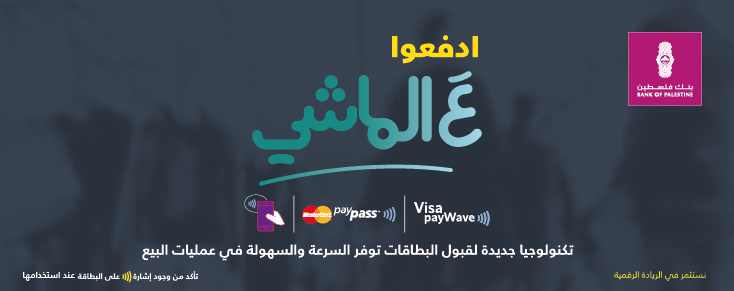 ادفعوا
عَ الماشي
بنك فلسطين
BANK OF PALESTINE
MasterCard
paypass
Visa
payWave
تكنولوجيا جديدة لقبول البطاقات توفر السرعة والسهولة في عمليات البيع
نستثمر في الريادة الرقمية
تأكد من وجود إشارة على البطاقة عند استخدامها